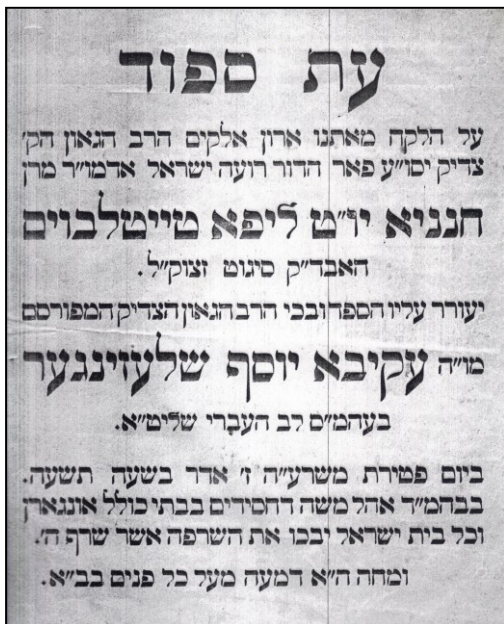 עת ספוד
על הלקח מאתנו ארון אלקים הרב הגאון הק'
צדיק יסו"ע פאר הדור רועה ישראל אדמו"ר מרן
חנניא יו"ט ליפא טייטלבוים
האבד"ק סיגוט זצוק"ל.
יעורר עליו הספד ובכי הרב הגאון הצדיק המפורסם
מו"ה עקיבא יוסף שלעזינגער
בעהמ"ס לב העברי שליט"א.
ביום פטירת משרע"ה ז' אדר בשעה תשעה.
בבהמ"ד אהל משה דחסידים בבתי כולל אונגארן
וכל בית ישראל יבכו את השרפה אשר שרף ה'.
ומחה ה"א דמעה מעל כל פנים בב"א.